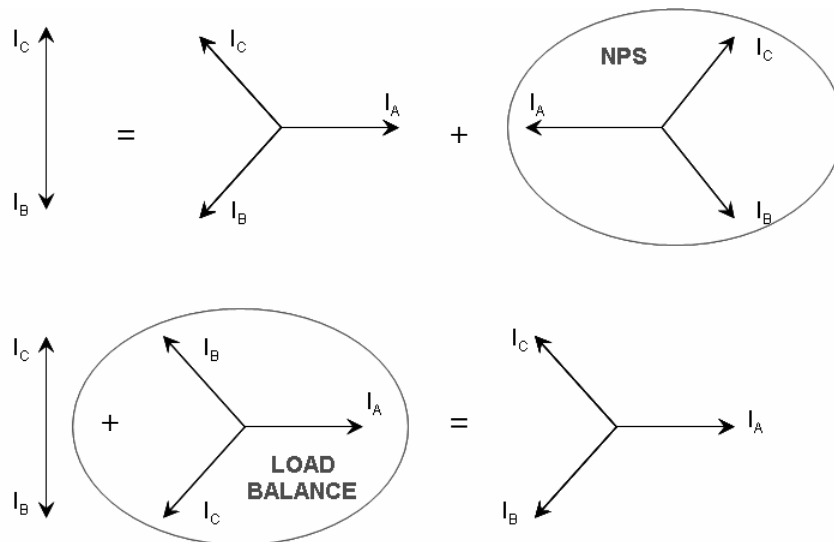 I_C
I_B
=
I_C
I_A
I_B
+
NPS
I_A
I_C
I_B
I_C
I_B
+
I_B
I_A
I_C
LOAD
BALANCE
=
I_C
I_A
I_B